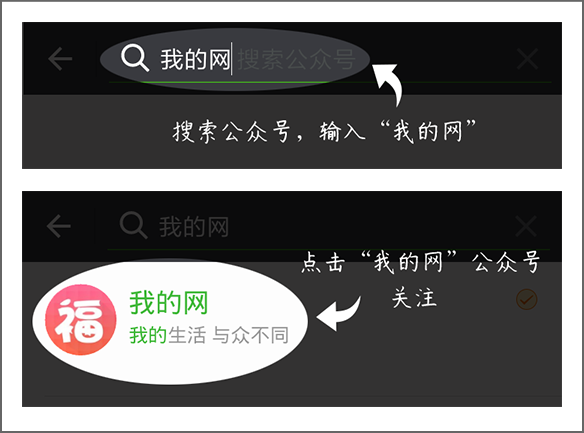 我的网 搜索公众号
搜索公众号，输入“我的网”
我的网
点击“我的网”公众号
关注
福
我的网
我的生活 与众不同